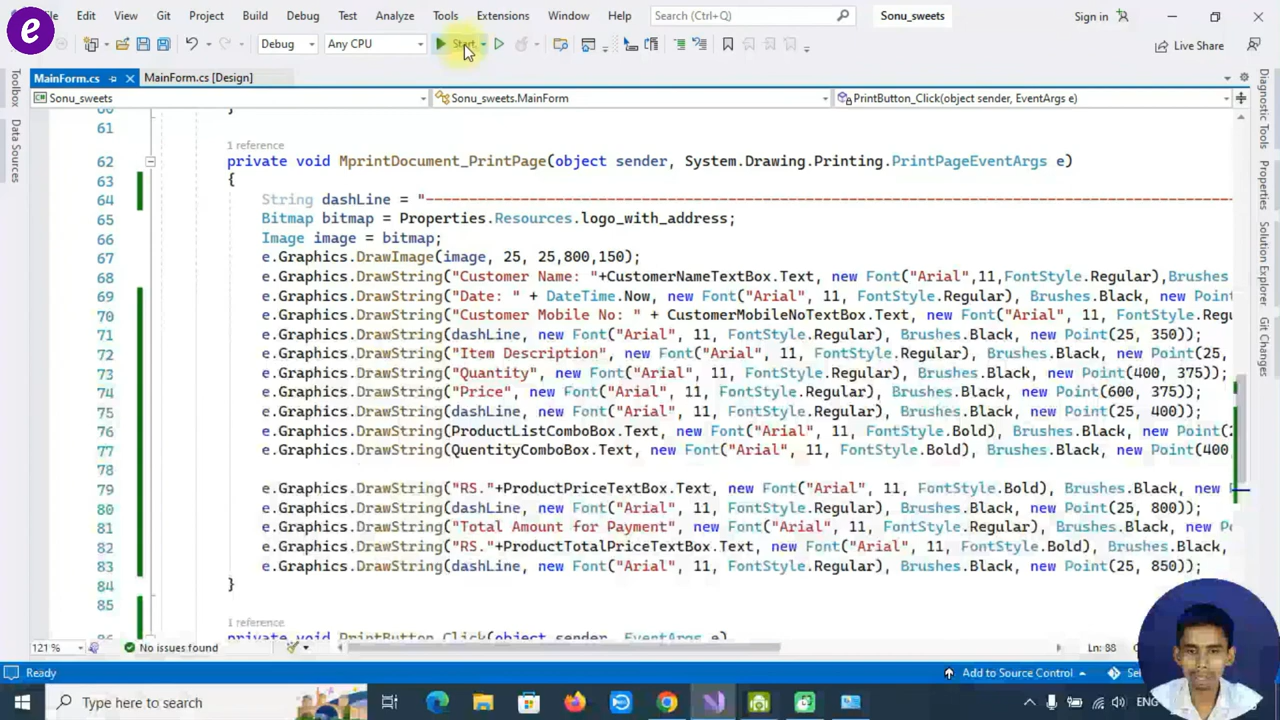 e
File Edit View Git Project Build Debug Test Analyze Tools Extensions Window Help Search (Ctrl+Q) Sonu_sweets Sign in
Debug Any CPU Start Live Share
MainForm.cs MainForm.cs [Design]
Sonu_sweets Sonu_sweets.MainForm PrintButton_Click(object sender, EventArgs e)
Toolbox
Data Sources
Diagnostic Tools
Properties
Solution Explorer
Git Changes
60 }
61
1 reference
62 private void MprintDocument_PrintPage(object sender, System.Drawing.Printing.PrintPageEventArgs e)
63 {
64 String dashLine = "------------------------------------------------------------------------------------
65 Bitmap bitmap = Properties.Resources.logo_with_address;
66 Image image = bitmap;
67 e.Graphics.DrawImage(image, 25, 25,800,150);
68 e.Graphics.DrawString("Customer Name: "+CustomerNameTextBox.Text, new Font("Arial",11,FontStyle.Regular),Brushes
69 e.Graphics.DrawString("Date: " + DateTime.Now, new Font("Arial", 11, FontStyle.Regular), Brushes.Black, new Point
70 e.Graphics.DrawString("Customer Mobile No: " + CustomerMobileNoTextBox.Text, new Font("Arial", 11, FontStyle.Regu
71 e.Graphics.DrawString(dashLine, new Font("Arial", 11, FontStyle.Regular), Brushes.Black, new Point(25, 350));
72 e.Graphics.DrawString("Item Description", new Font("Arial", 11, FontStyle.Regular), Brushes.Black, new Point(25,
73 e.Graphics.DrawString("Quantity", new Font("Arial", 11, FontStyle.Regular), Brushes.Black, new Point(400, 375));
74 e.Graphics.DrawString("Price", new Font("Arial", 11, FontStyle.Regular), Brushes.Black, new Point(600, 375));
75 e.Graphics.DrawString(dashLine, new Font("Arial", 11, FontStyle.Regular), Brushes.Black, new Point(25, 400));
76 e.Graphics.DrawString(ProductListComboBox.Text, new Font("Arial", 11, FontStyle.Bold), Brushes.Black, new Point(2
77 e.Graphics.DrawString(QuentityComboBox.Text, new Font("Arial", 11, FontStyle.Bold), Brushes.Black, new Point(400,
78
79 e.Graphics.DrawString("RS."+ProductPriceTextBox.Text, new Font("Arial", 11, FontStyle.Bold), Brushes.Black, new
80 e.Graphics.DrawString(dashLine, new Font("Arial", 11, FontStyle.Regular), Brushes.Black, new Point(25, 800));
81 e.Graphics.DrawString("Total Amount for Payment", new Font("Arial", 11, FontStyle.Regular), Brushes.Black, new Po
82 e.Graphics.DrawString("RS."+ProductTotalPriceTextBox.Text, new Font("Arial", 11, FontStyle.Bold), Brushes.Black,
83 e.Graphics.DrawString(dashLine, new Font("Arial", 11, FontStyle.Regular), Brushes.Black, new Point(25, 850));
84 }
85
1 reference
86 private void PrintButton_Click(object sender, EventArgs e)
121 % No issues found Ln: 88
Ready Add to Source Control
Type here to search ENG